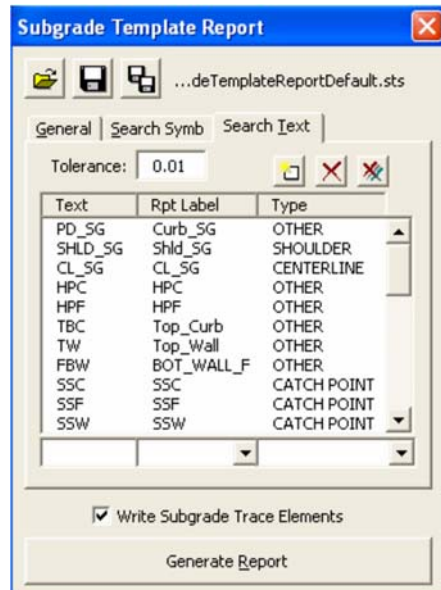 Subgrade Template Report
...deTemplateReportDefault.sts
General Search Symb Search Text
Tolerance: 0.01
Text Rpt Label Type
PD_SG Curb_SG OTHER
SHLD_SG Shld_SG SHOULDER
CL_SG CL_SG CENTERLINE
HPC HPC OTHER
HPF HPF OTHER
TBC Top_Curb OTHER
TW Top_Wall OTHER
FBW BOT_WALL_F OTHER
SSC SSC CATCH POINT
SSF SSF CATCH POINT
SSW SSW CATCH POINT
Write Subgrade Trace Elements
Generate Report